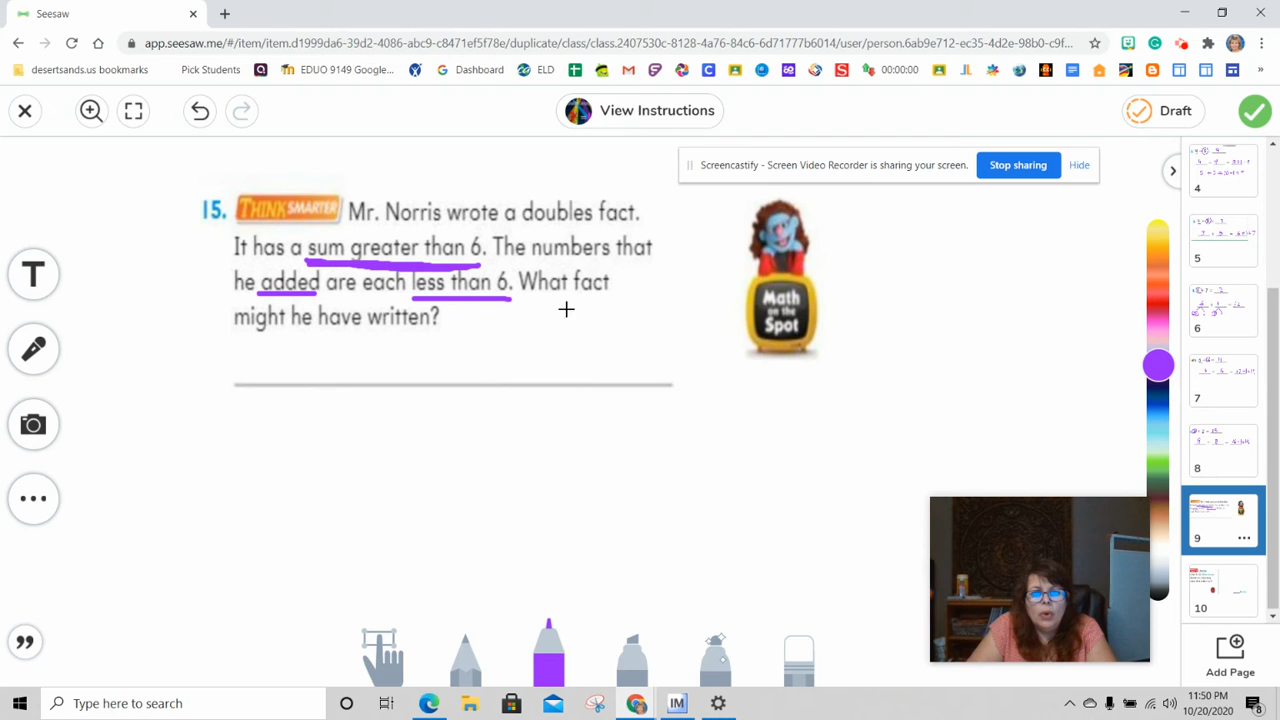 Seesaw
app.seesaw.me/#/item/item.d1999da6-39d2-4086-abc9-c8471eff678e/duplicate/class/class.2407530c-8128-4a76-84c6-6d71777b6014/user/person.6ab9e712-ec35-4d2e-98b0-c9f...
desertsands.us bookmarks Pick Students EDUO 9149 Google... Dashboard ELD 00:00:00 »
View Instructions
Draft
Screencastify - Screen Video Recorder is sharing your screen. Stop sharing Hide
15. THINK SMARTER Mr. Norris wrote a doubles fact.
It has a sum greater than 6. The numbers that
he added are each less than 6. What fact
might he have written?
Math
on the
Spot
T
4
5
6
7
8
9
10
Add Page
Type here to search
11:50 PM
10/20/2020